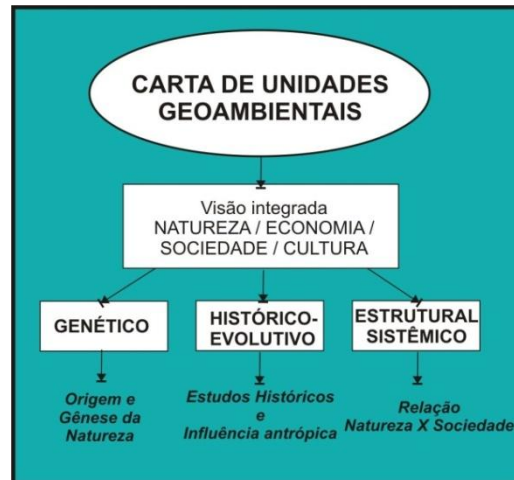 CARTA DE UNIDADES
GEOAMBIENTAIS
Visão integrada
NATUREZA / ECONOMIA /
SOCIEDADE / CULTURA
GENÉTICO
HISTÓRICO-
EVOLUTIVO
ESTRUTURAL
SISTÊMICO
Origem e
Gênese da
Natureza
Estudos Históricos
e
Influência antrópica
Relação
Natureza X Sociedade